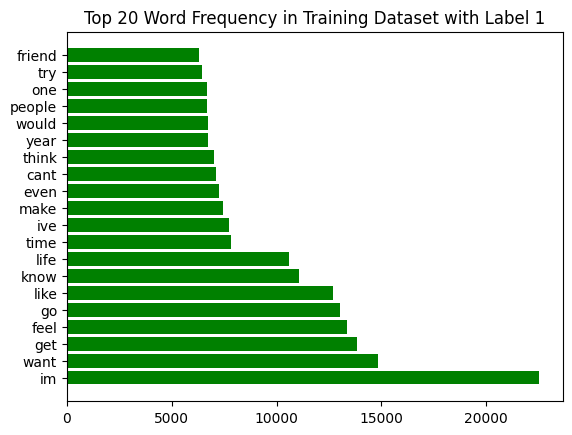 Top 20 Word Frequency in Training Dataset with Label 1
friend
try
one
people
would
year
think
cant
even
make
ive
time
life
know
like
go
feel
get
want
im
0 5000 10000 15000 20000